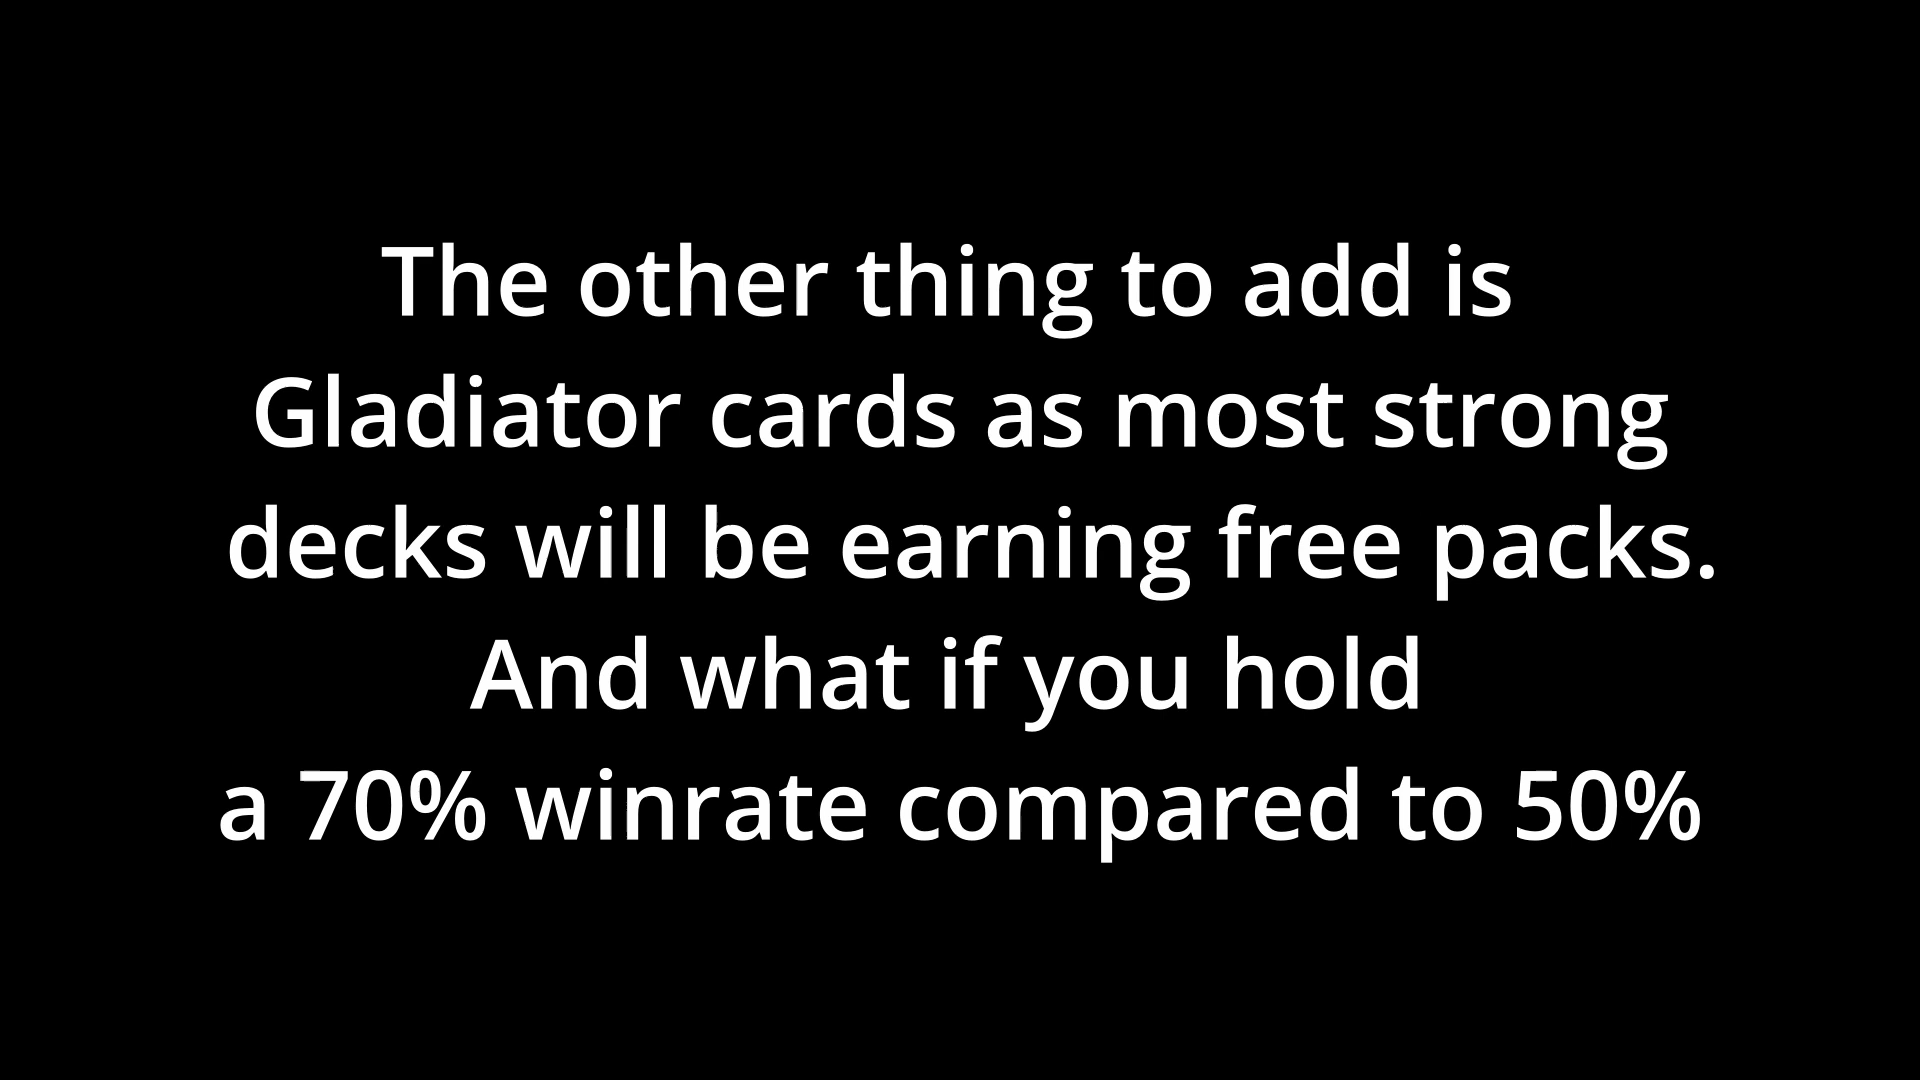 The other thing to add is
Gladiator cards as most strong
decks will be earning free packs.
And what if you hold
a 70% winrate compared to 50%